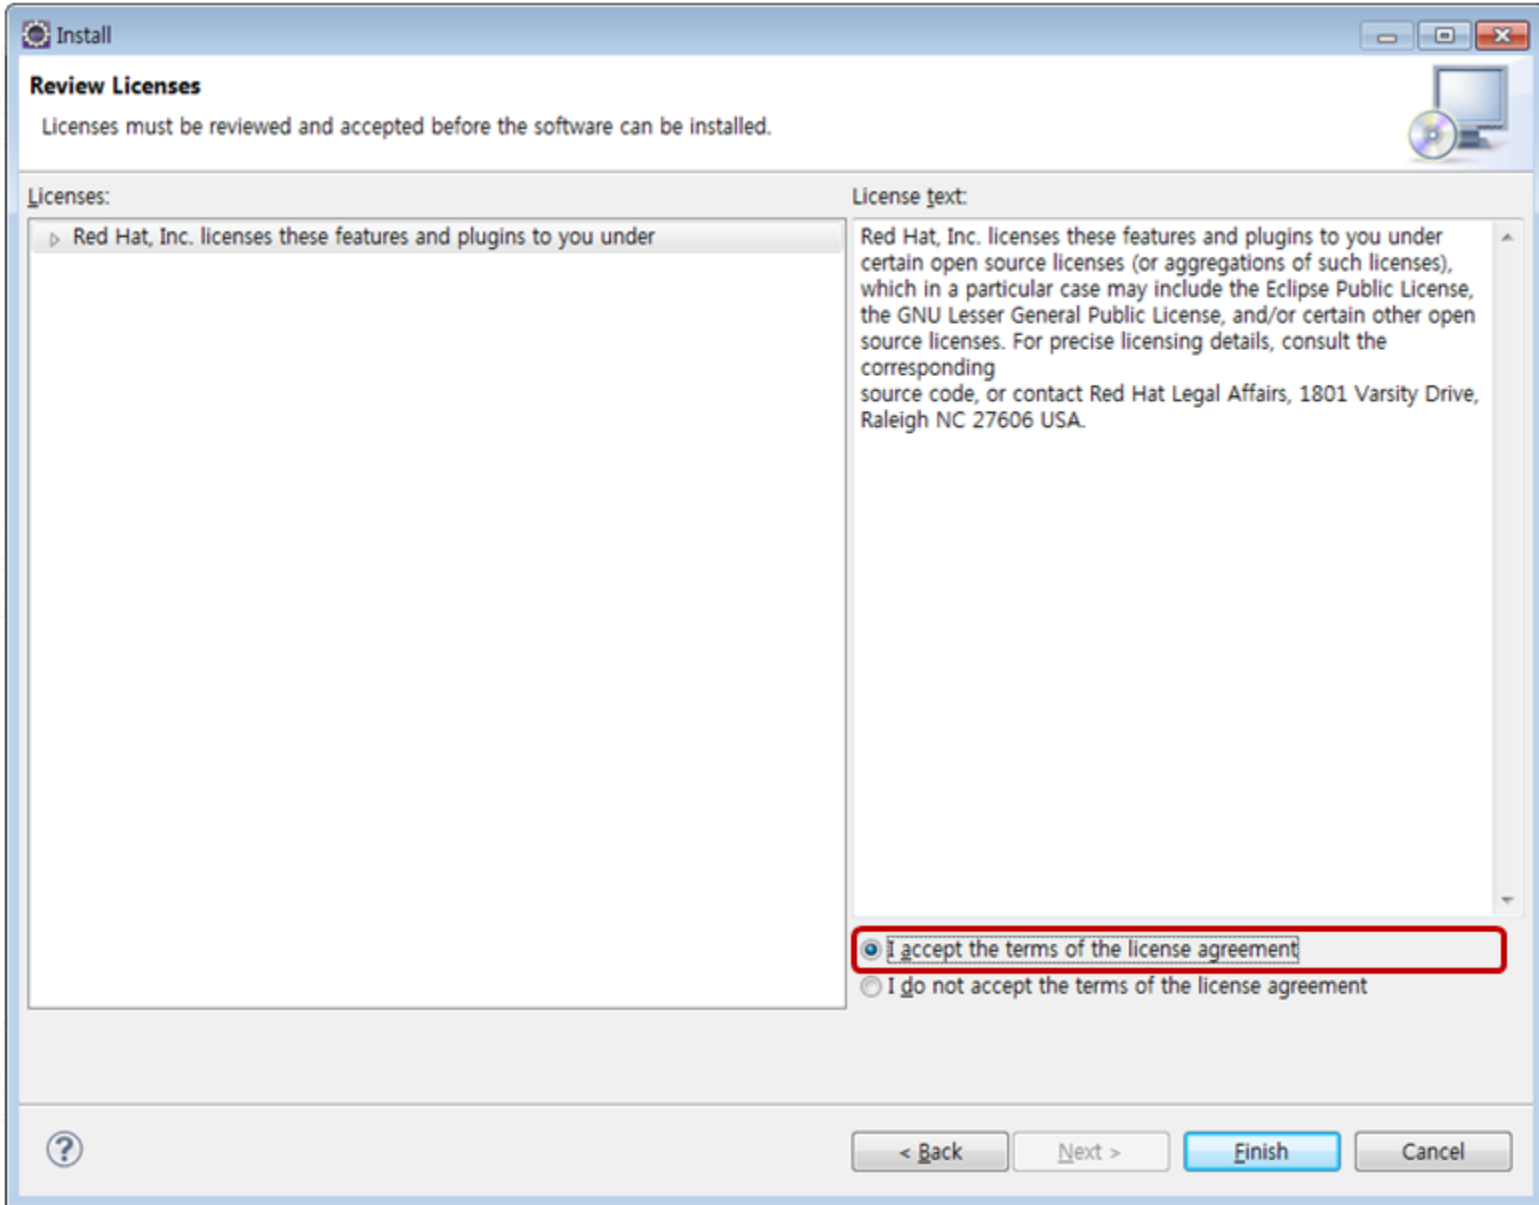 Install
Review Licenses
Licenses must be reviewed and accepted before the software can be installed.
Licenses:
Red Hat, Inc. licenses these features and plugins to you under
License text:
Red Hat, Inc. licenses these features and plugins to you under
certain open source licenses (or aggregations of such licenses),
which in a particular case may include the Eclipse Public License,
the GNU Lesser General Public License, and/or certain other open
source licenses. For precise licensing details, consult the
corresponding
source code, or contact Red Hat Legal Affairs, 1801 Varsity Drive,
Raleigh NC 27606 USA.
I accept the terms of the license agreement
I do not accept the terms of the license agreement
?
< Back
Next >
Finish
Cancel